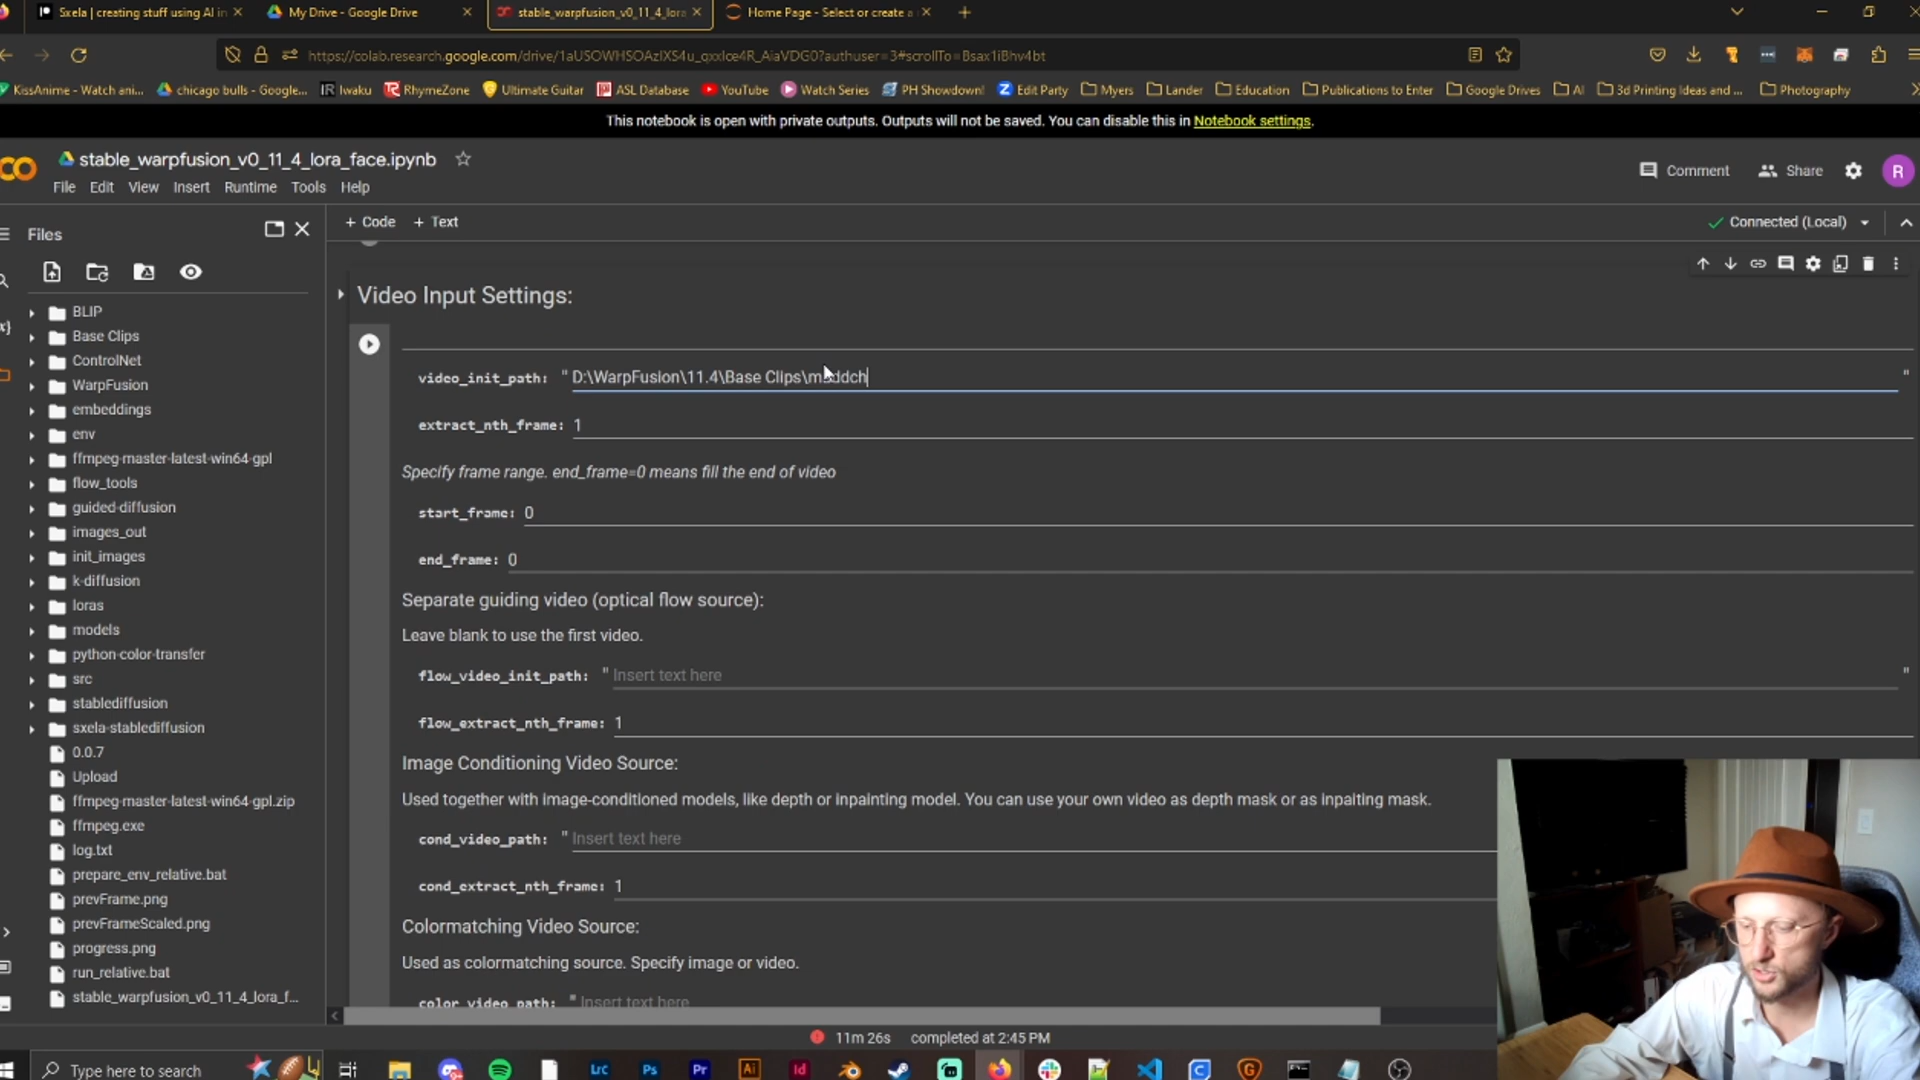 Sxela | creating stuff using AI in
My Drive - Google Drive
stable_warpfusion_v0_11_4_lora
Home Page - Select or create a
https://colab.research.google.com/drive/1aUSOWHSOAzIXS4u_qxxlce4R_AiaVDG0?authuser=3#scrollTo=Bsax1iBhv4bt
KissAnime - Watch ani...
chicago bulls - Google...
Iwaku
RhymeZone
Ultimate Guitar
ASL Database
YouTube
Watch Series
PH Showdown!
Edit Party
Myers
Lander
Education
Publications to Enter
Google Drives
AI
3d Printing Ideas and ...
Photography
This notebook is open with private outputs. Outputs will not be saved. You can disable this in Notebook settings.
stable_warpfusion_v0_11_4_lora_face.ipynb
Comment
Share
R
File Edit View Insert Runtime Tools Help
Files
+ Code + Text
Connected (Local)
BLIP
Base Clips
ControlNet
WarpFusion
embeddings
env
ffmpeg-master-latest-win64-gpl
flow_tools
guided-diffusion
images_out
init_images
k-diffusion
loras
models
python-color-transfer
src
stablediffusion
sxela-stablediffusion
0.0.7
Upload
ffmpeg-master-latest-win64-gpl.zip
ffmpeg.exe
log.txt
prepare_env_relative.bat
prevFrame.png
prevFrameScaled.png
progress.png
run_relative.bat
stable_warpfusion_v0_11_4_lora_f...
Video Input Settings:
video_init_path: " D:\WarpFusion\11.4\Base Clips\ "
extract_nth_frame: 1
Specify frame range. end_frame=0 means fill the end of video
start_frame: 0
end_frame: 0
Separate guiding video (optical flow source):
Leave blank to use the first video.
flow_video_init_path: " Insert text here "
flow_extract_nth_frame: 1
Image Conditioning Video Source:
Used together with image-conditioned models, like depth or inpainting model. You can use your own video as depth mask or as inpaiting mask.
cond_video_path: " Insert text here
cond_extract_nth_frame: 1
Colormatching Video Source:
Used as colormatching source. Specify image or video.
color_video_path: " Insert text here
11m 26s completed at 2:45 PM
Type here to search
Lrc
Ps
Pr
Ai
Id